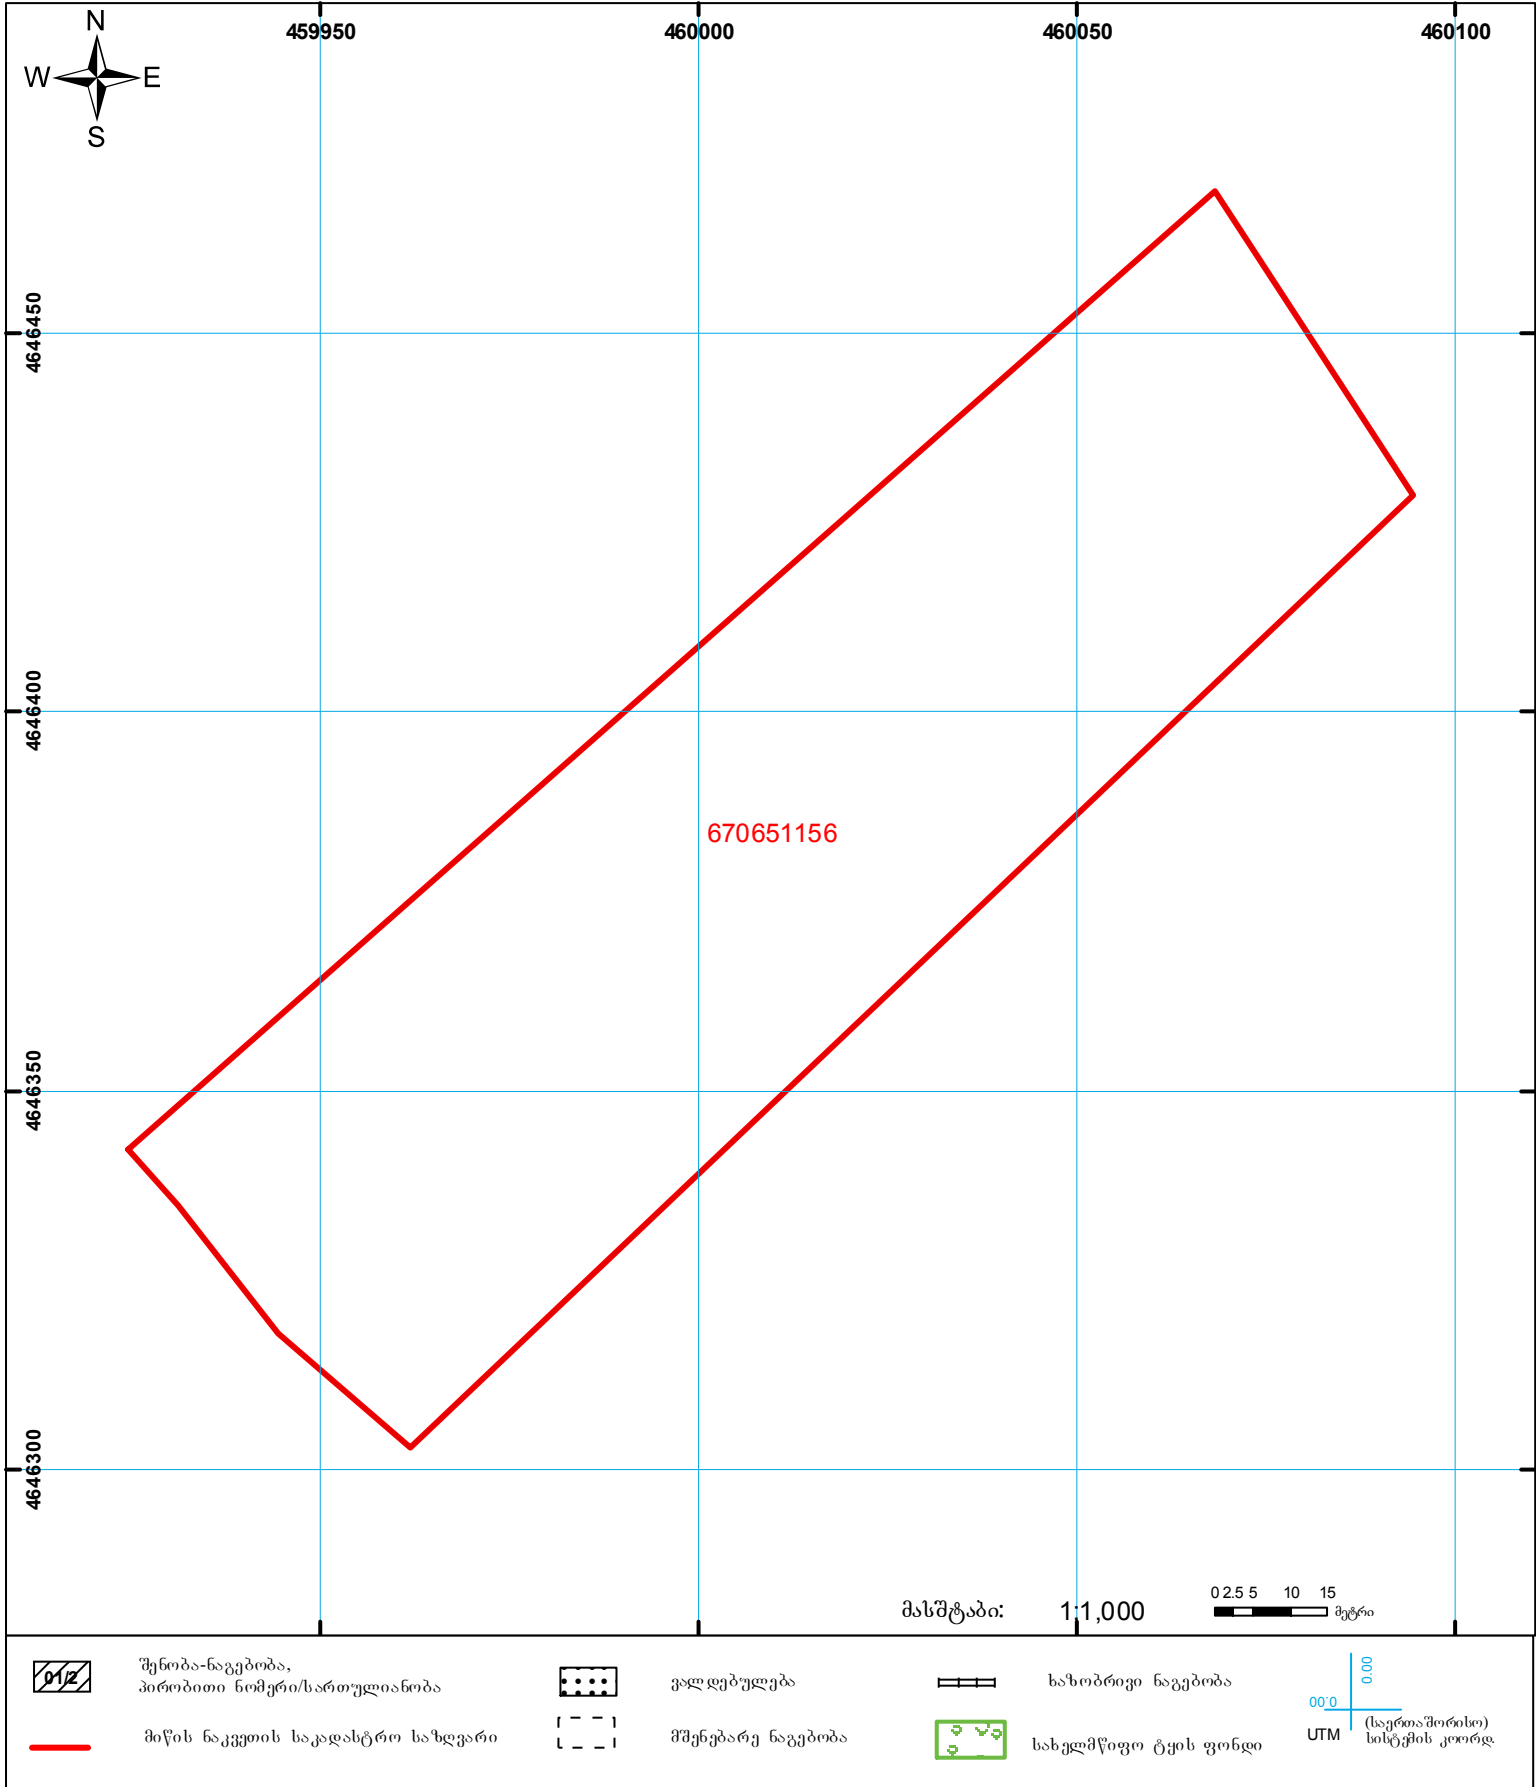 N
W E
S
459950 460000 460050 460100
4646450
4646400
4646350
4646300
670651156
მასშტაბი: 1:1,000
0 2.5 5 10 15
მეტრი
01/2
შენობა-ნაგებობა,
პირობითი ნომერი/სართულიანობა
ვალდებულება
ხაზობრივი ნაგებობა
მიწის ნაკვეთის საკადასტრო საზღვარი
მშენებარე ნაგებობა
სახელმწიფო ტყის ფონდი
0.00
0.00
UTM
(საერთაშორისო)
სისტემის კოორდ.